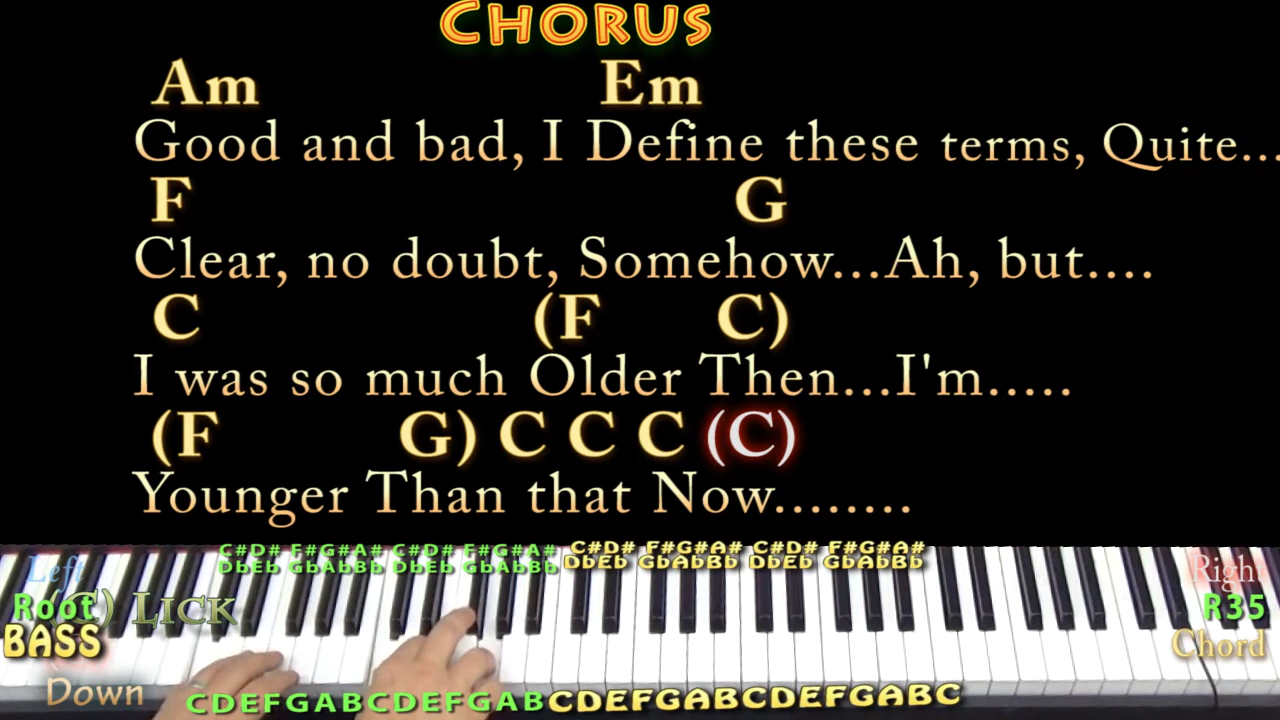 CHORUS
Am Em
Good and bad, I Define these terms, Quite...
F G
Clear, no doubt, Somehow...Ah, but....
C (F C)
I was so much Older Then...I'm.....
(F G) C C C (C)
Younger Than that Now........
C#D# F#G#A# C#D# F#G#A# C#D# F#G#A# C#D# F#G#A#
DbEb GbAbBb DbEb GbAbBb DbEb GbAbBb DbEb GbAbBb
Left Right
Root (C) LICK R35
BASS Chord
Down
CDEFGABCDEFGABCDEFGABCDEFGABC